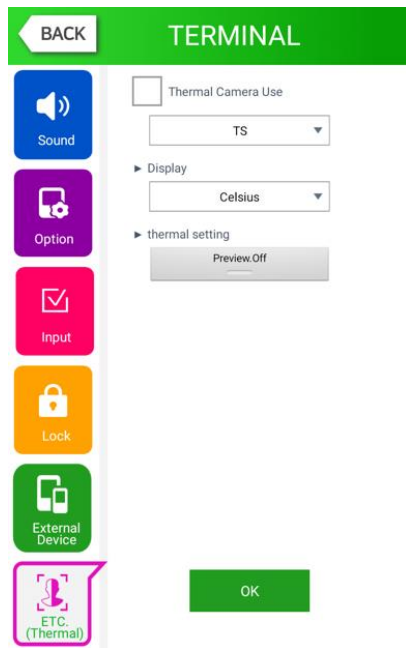 BACK
TERMINAL
Sound
Option
Input
Lock
External
Device
ETC.
(Thermal)
Thermal Camera Use
TS
► Display
Celsius
► thermal setting
Preview.Off
OK